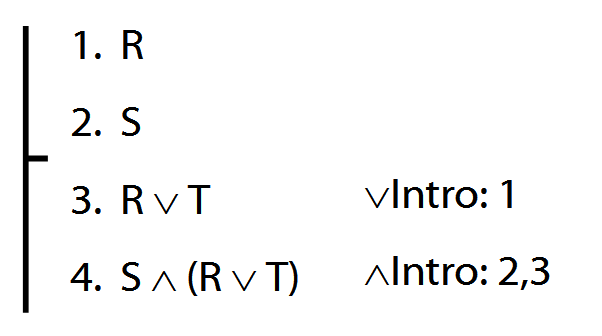 1. R
2. S
3. R ∨ T ∨Intro: 1
4. S ∧ (R ∨ T) ∧Intro: 2,3